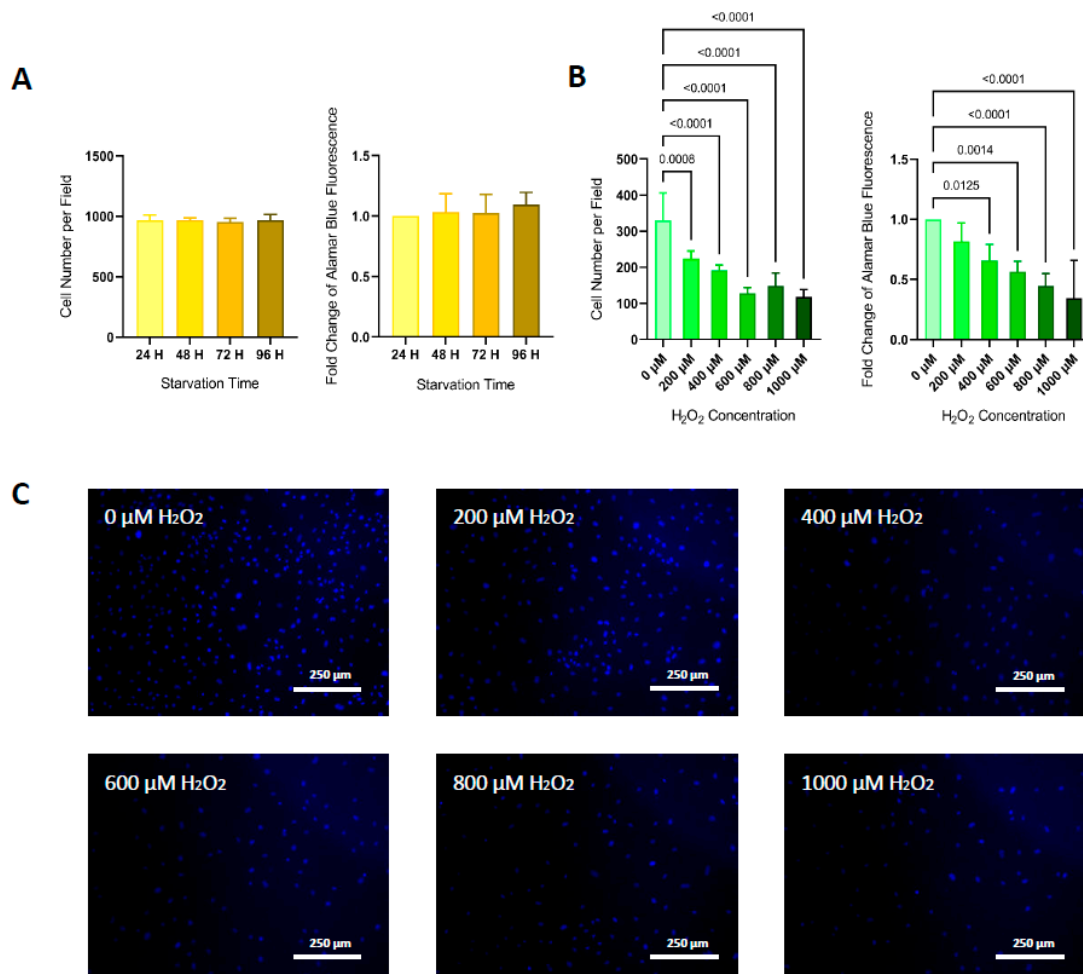 A
Cell Number per Field
1500
1000
500
0
24 H 48 H 72 H 96 H
Starvation Time
Fold Change of Alamar Blue Fluorescence
1.5
1.0
0.5
0.0
24 H 48 H 72 H 96 H
Starvation Time
B
<0.0001
<0.0001
<0.0001
<0.0001
0.0008
Cell Number per Field
500
400
300
200
100
0
0 µM 200 µM 400 µM 600 µM 800 µM 1000 µM
H₂O₂ Concentration
<0.0001
<0.0001
0.0014
0.0125
Fold Change of Alamar Blue Fluorescence
1.5
1.0
0.5
0.0
0 µM 200 µM 400 µM 600 µM 800 µM 1000 µM
H₂O₂ Concentration
C
0 µM H₂O₂
250 µm
200 µM H₂O₂
250 µm
400 µM H₂O₂
250 µm
600 µM H₂O₂
250 µm
800 µM H₂O₂
250 µm
1000 µM H₂O₂
250 µm